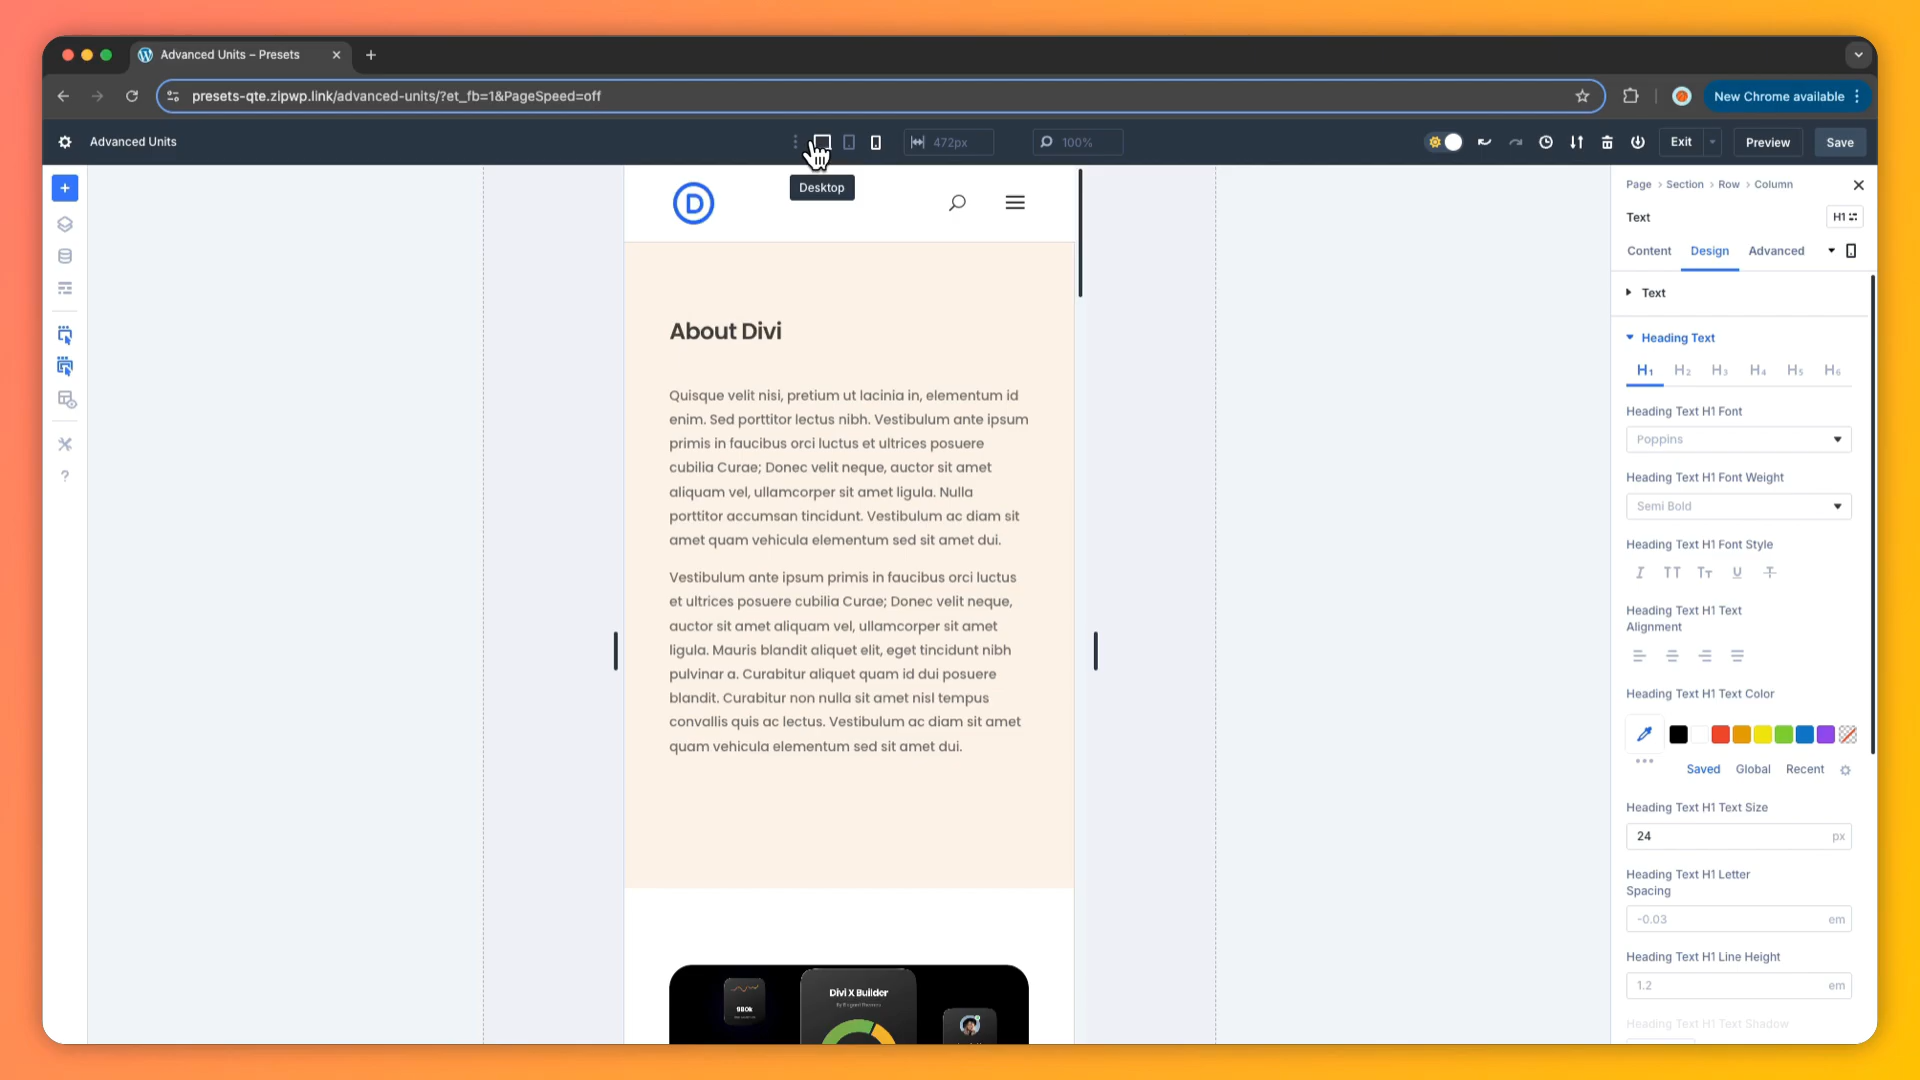 Advanced Units – Presets
presets-qte.zipwp.link/advanced-units/?et_fb=1&PageSpeed=off
New Chrome available
Advanced Units
472px
100%
Exit
Preview
Save
Desktop
D
About Divi
Quisque velit nisi, pretium ut lacinia in, elementum id
enim. Sed porttitor lectus nibh. Vestibulum ante ipsum
primis in faucibus orci luctus et ultrices posuere
cubilia Curae; Donec velit neque, auctor sit amet
aliquam vel, ullamcorper sit amet ligula. Nulla
porttitor accumsan tincidunt. Vestibulum ac diam sit
amet quam vehicula elementum sed sit amet dui.
Vestibulum ante ipsum primis in faucibus orci luctus
et ultrices posuere cubilia Curae; Donec velit neque,
auctor sit amet aliquam vel, ullamcorper sit amet
ligula. Mauris blandit aliquet elit, eget tincidunt nibh
pulvinar a. Curabitur aliquet quam id dui posuere
blandit. Curabitur non nulla sit amet nisl tempus
convallis quis ac lectus. Vestibulum ac diam sit amet
quam vehicula elementum sed sit amet dui.
Divi X Builder
980k
Page > Section > Row > Column
Text
H1
Content
Design
Advanced
Text
Heading Text
H1 H2 H3 H4 H5 H6
Heading Text H1 Font
Poppins
Heading Text H1 Font Weight
Semi Bold
Heading Text H1 Font Style
I TT Tт U T
Heading Text H1 Text
Alignment
Heading Text H1 Text Color
Saved
Global
Recent
Heading Text H1 Text Size
24
px
Heading Text H1 Letter
Spacing
-0.03
em
Heading Text H1 Line Height
1.2
em
Heading Text H1 Text Shadow